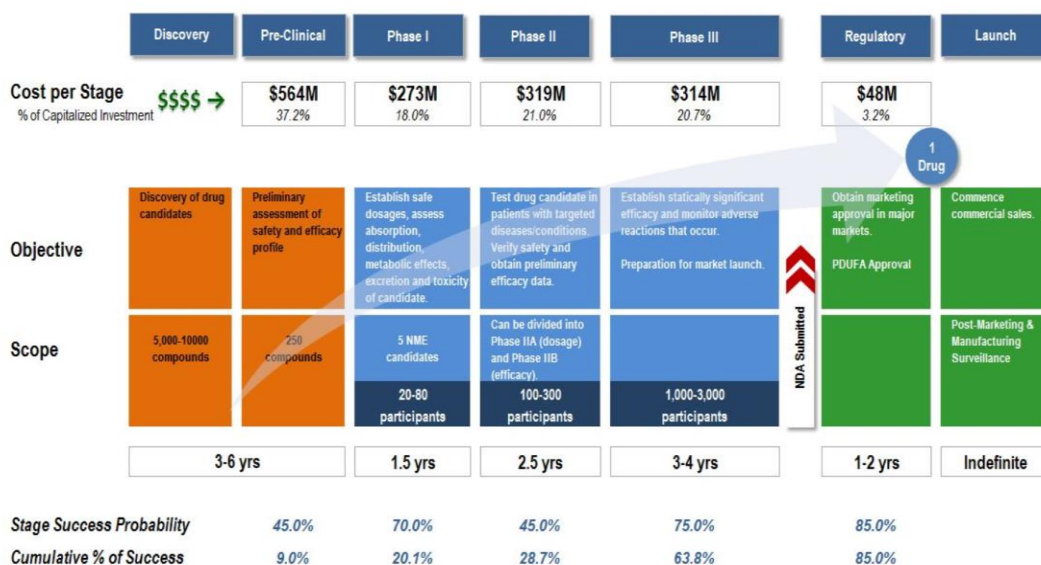 Discovery
Pre-Clinical
Phase I
Phase II
Phase III
Regulatory
Launch
Cost per Stage
% of Capitalized Investment
$$$$ →
$564M
37.2%
$273M
18.0%
$319M
21.0%
$314M
20.7%
$48M
3.2%
1
Drug
Objective
Discovery of drug
candidates
Preliminary
assessment of
safety and efficacy
profile
Establish safe
dosages, assess
absorption,
distribution,
metabolic effects,
excretion and toxicity
of candidate.
Test drug candidate in
patients with targeted
diseases/conditions.
Verify safety and
obtain preliminary
efficacy data.
Establish statically significant
efficacy and monitor adverse
reactions that occur.
Preparation for market launch.
NDA Submitted
Obtain marketing
approval in major
markets.
PDUFA Approval
Commence
commercial sales.
Scope
5,000-10000
compounds
250
compounds
5 NME
candidates
20-80
participants
Can be divided into
Phase IIA (dosage)
and Phase IIB
(efficacy).
100-300
participants
1,000-3,000
participants
Post-Marketing &
Manufacturing
Surveillance
3-6 yrs
1.5 yrs
2.5 yrs
3-4 yrs
1-2 yrs
Indefinite
Stage Success Probability
45.0%
70.0%
45.0%
75.0%
85.0%
Cumulative % of Success
9.0%
20.1%
28.7%
63.8%
85.0%